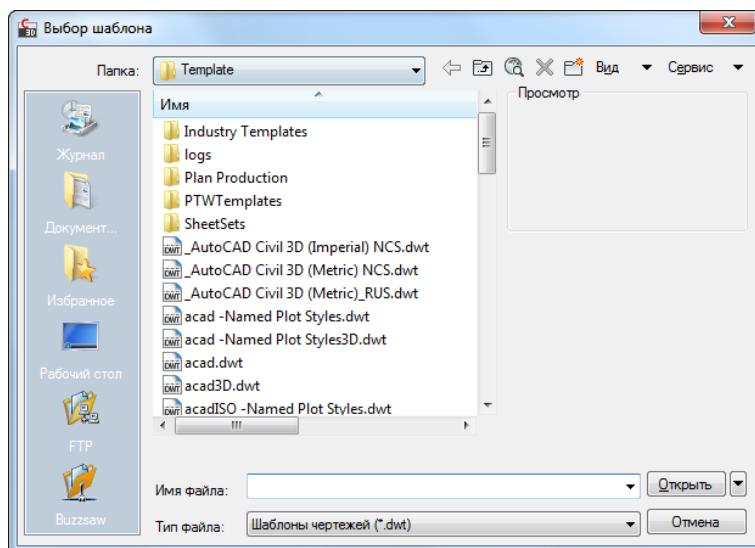 Выбор шаблона
Папка:
Template
Вид
Сервис
Журнал
Документ...
Избранное
Рабочий стол
FTP
Buzzsaw
Имя
Industry Templates
logs
Plan Production
PTWTemplates
SheetSets
_AutoCAD Civil 3D (Imperial) NCS.dwt
_AutoCAD Civil 3D (Metric) NCS.dwt
_AutoCAD Civil 3D (Metric)_RUS.dwt
acad -Named Plot Styles.dwt
acad -Named Plot Styles3D.dwt
acad.dwt
acad3D.dwt
acadISO -Named Plot Styles.dwt
Просмотр
Имя файла:
Открыть
Тип файла:
Шаблоны чертежей (*.dwt)
Отмена